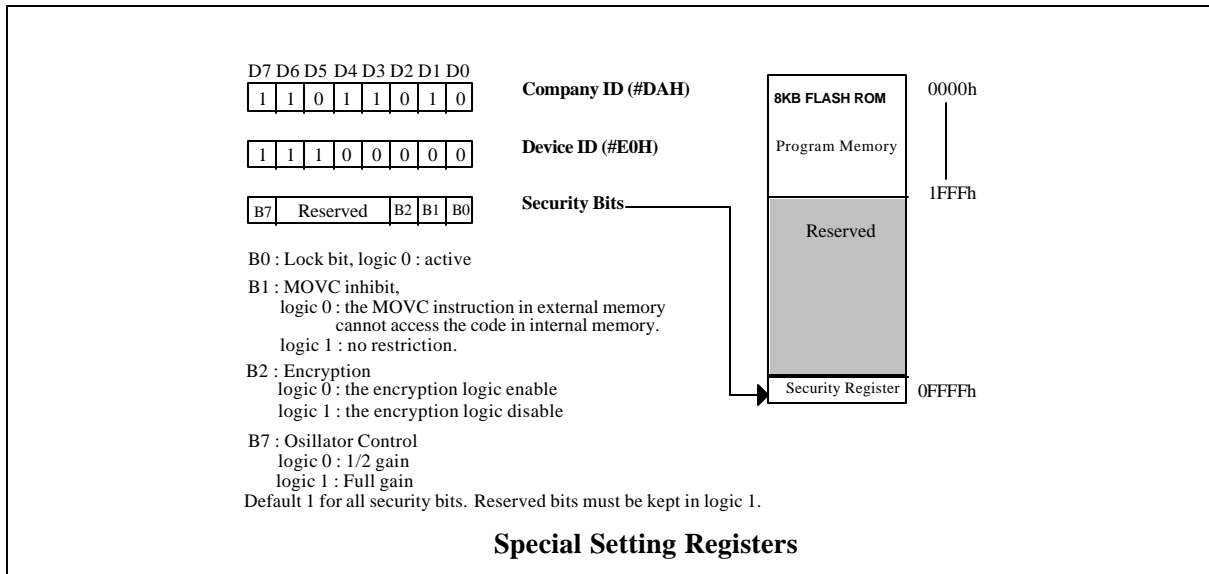 D7 D6 D5 D4 D3 D2 D1 D0
1 1 0 1 1 0 1 0
Company ID (#DAH)
1 1 1 0 0 0 0 0
Device ID (#E0H)
B7 Reserved B2 B1 B0
Security Bits
B0 : Lock bit, logic 0 : active
B1 : MOVC inhibit,
logic 0 : the MOVC instruction in external memory
cannot access the code in internal memory.
logic 1 : no restriction.
B2 : Encryption
logic 0 : the encryption logic enable
logic 1 : the encryption logic disable
B7 : Osillator Control
logic 0 : 1/2 gain
logic 1 : Full gain
Default 1 for all security bits. Reserved bits must be kept in logic 1.
8KB FLASH ROM
Program Memory
0000h
1FFFh
Reserved
Security Register
0FFFFh
Special Setting Registers